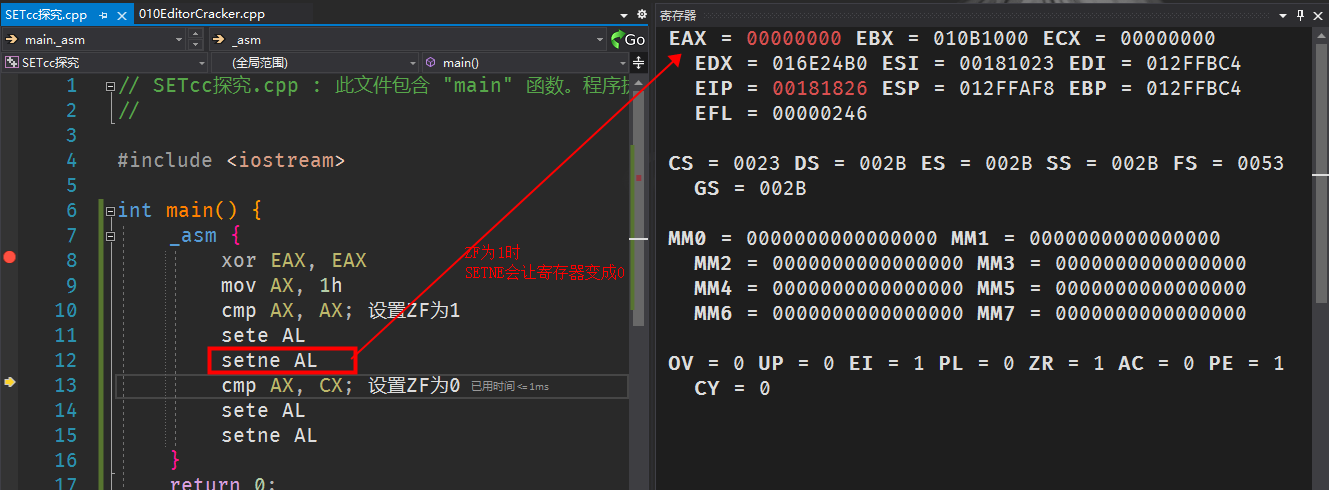 SETcc探究.cpp 010EditorCracker.cpp
main._asm _asm Go
SETcc探究 (全局范围) main()
1 // SETcc探究.cpp : 此文件包含 "main" 函数。程序执
2 //
3
4 #include <iostream>
5
6 int main() {
7 _asm {
8 xor EAX, EAX
9 mov AX, 1h
10 cmp AX, AX; 设置ZF为1
11 sete AL
12 setne AL
13 cmp AX, CX; 设置ZF为0 已用时间<=1ms
14 sete AL
15 setne AL
16 }
17 return 0;
ZF为1时
SETNE会让寄存器变成0
寄存器
EAX = 00000000 EBX = 010B1000 ECX = 00000000
EDX = 016E24B0 ESI = 00181023 EDI = 012FFBC4
EIP = 00181826 ESP = 012FFAF8 EBP = 012FFBC4
EFL = 00000246
CS = 0023 DS = 002B ES = 002B SS = 002B FS = 0053
GS = 002B
MM0 = 0000000000000000 MM1 = 0000000000000000
MM2 = 0000000000000000 MM3 = 0000000000000000
MM4 = 0000000000000000 MM5 = 0000000000000000
MM6 = 0000000000000000 MM7 = 0000000000000000
OV = 0 UP = 0 EI = 1 PL = 0 ZR = 1 AC = 0 PE = 1
CY = 0